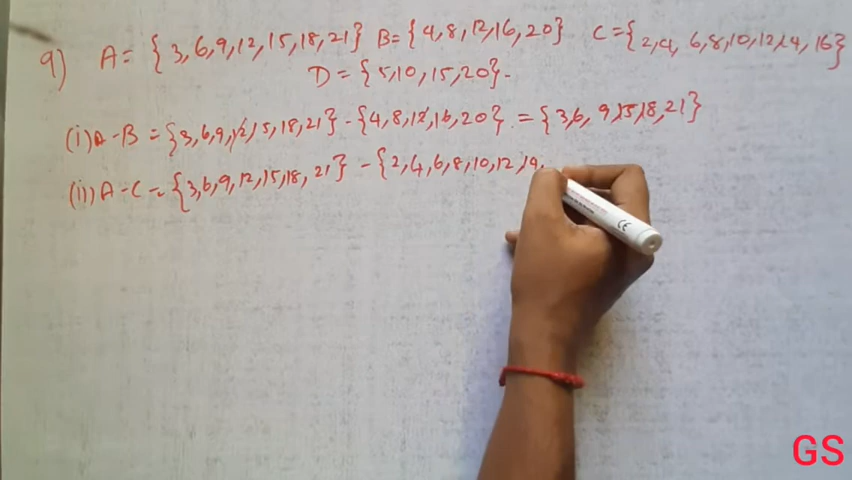 9) A = {3,6,9,12,15,18,21} B = {4,8,12,16,20} C = {2,4, 6,8,10,12,14, 16}
D = {5,10,15,20}.
(i) A-B = {3,6,9,12,15,18,21} - {4,8,12,16,20} = {3,6, 9,15,18,21}
(ii) A-C = {3,6,9,12,15,18, 21} - {2,4,6,8,10,12,14,
CE
GS